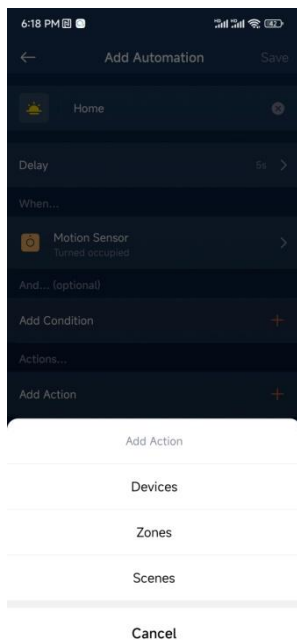 6:18 PM
Add Automation Save
Home
Delay 5s
When...
Motion Sensor
Turned occupied
And... (optional)
Add Condition
Actions...
Add Action
Add Action
Devices
Zones
Scenes
Cancel